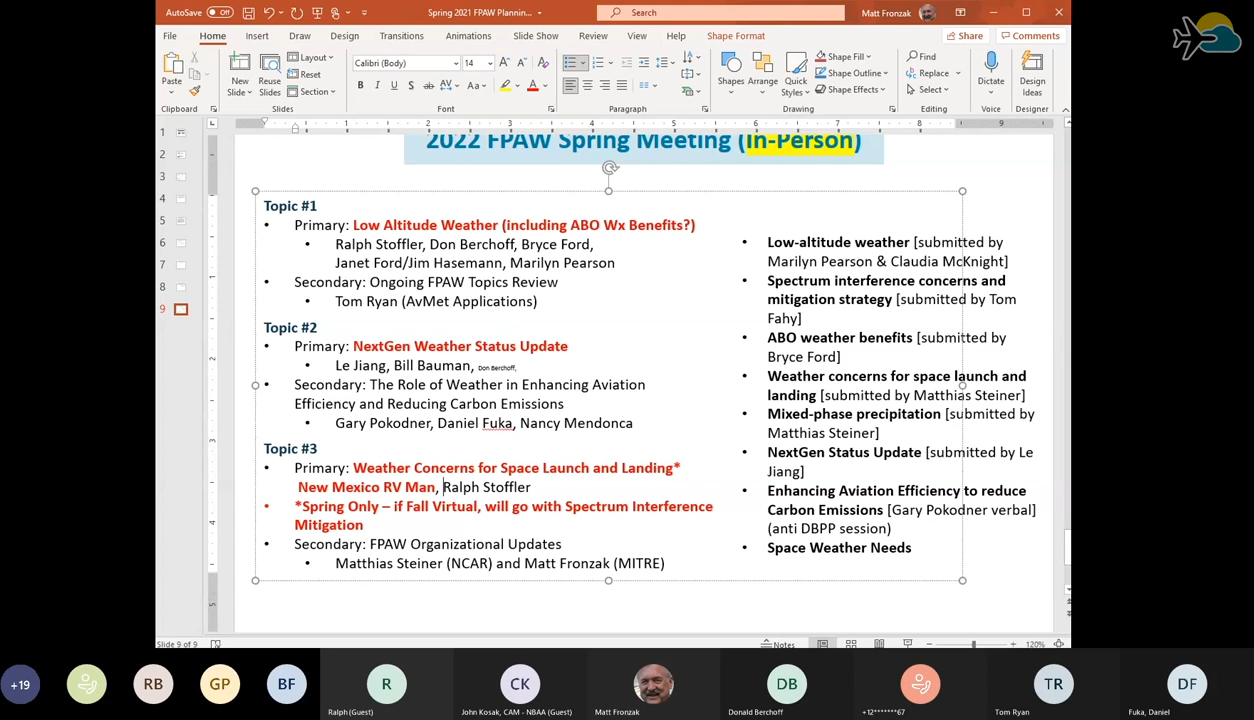 AutoSave Off
Spring 2021 FPAW Plannin...
Search
Matt Fronzak
File Home Insert Draw Design Transitions Animations Slide Show Review View Help Shape Format Share Comments
Paste
New Slide
Reuse Slides
Layout
Reset
Section
Calibri (Body) 14
Shapes Arrange Quick Styles
Shape Fill
Shape Outline
Shape Effects
Find
Replace
Select
Dictate
Design Ideas
Clipboard Slides Font Paragraph Drawing Editing Voice Designer
1
2
3
4
5
6
7
8
9
2022 FPAW Spring Meeting (In-Person)
Topic #1
• Primary: Low Altitude Weather (including ABO Wx Benefits?)
• Ralph Stoffler, Don Berchoff, Bryce Ford,
Janet Ford/Jim Hasemann, Marilyn Pearson
• Secondary: Ongoing FPAW Topics Review
• Tom Ryan (AvMet Applications)
Topic #2
• Primary: NextGen Weather Status Update
• Le Jiang, Bill Bauman, Don Berchoff,
• Secondary: The Role of Weather in Enhancing Aviation
Efficiency and Reducing Carbon Emissions
• Gary Pokodner, Daniel Fuka, Nancy Mendonca
Topic #3
• Primary: Weather Concerns for Space Launch and Landing*
New Mexico RV Man, Ralph Stoffler
• *Spring Only – if Fall Virtual, will go with Spectrum Interference
Mitigation
• Secondary: FPAW Organizational Updates
• Matthias Steiner (NCAR) and Matt Fronzak (MITRE)
• Low-altitude weather [submitted by
Marilyn Pearson & Claudia McKnight]
• Spectrum interference concerns and
mitigation strategy [submitted by Tom
Fahy]
• ABO weather benefits [submitted by
Bryce Ford]
• Weather concerns for space launch and
landing [submitted by Matthias Steiner]
• Mixed-phase precipitation [submitted by
Matthias Steiner]
• NextGen Status Update [submitted by Le
Jiang]
• Enhancing Aviation Efficiency to reduce
Carbon Emissions [Gary Pokodner verbal]
(anti DBPP session)
• Space Weather Needs
Slide 9 of 9
Notes
120%
+19
RB
GP
BF
R
CK
DB
TR
DF
Ralph (Guest)
John Kosak, CAM - NBAA (Guest)
Matt Fronzak
Donald Berchoff
+12*******67
Tom Ryan
Fuka, Daniel